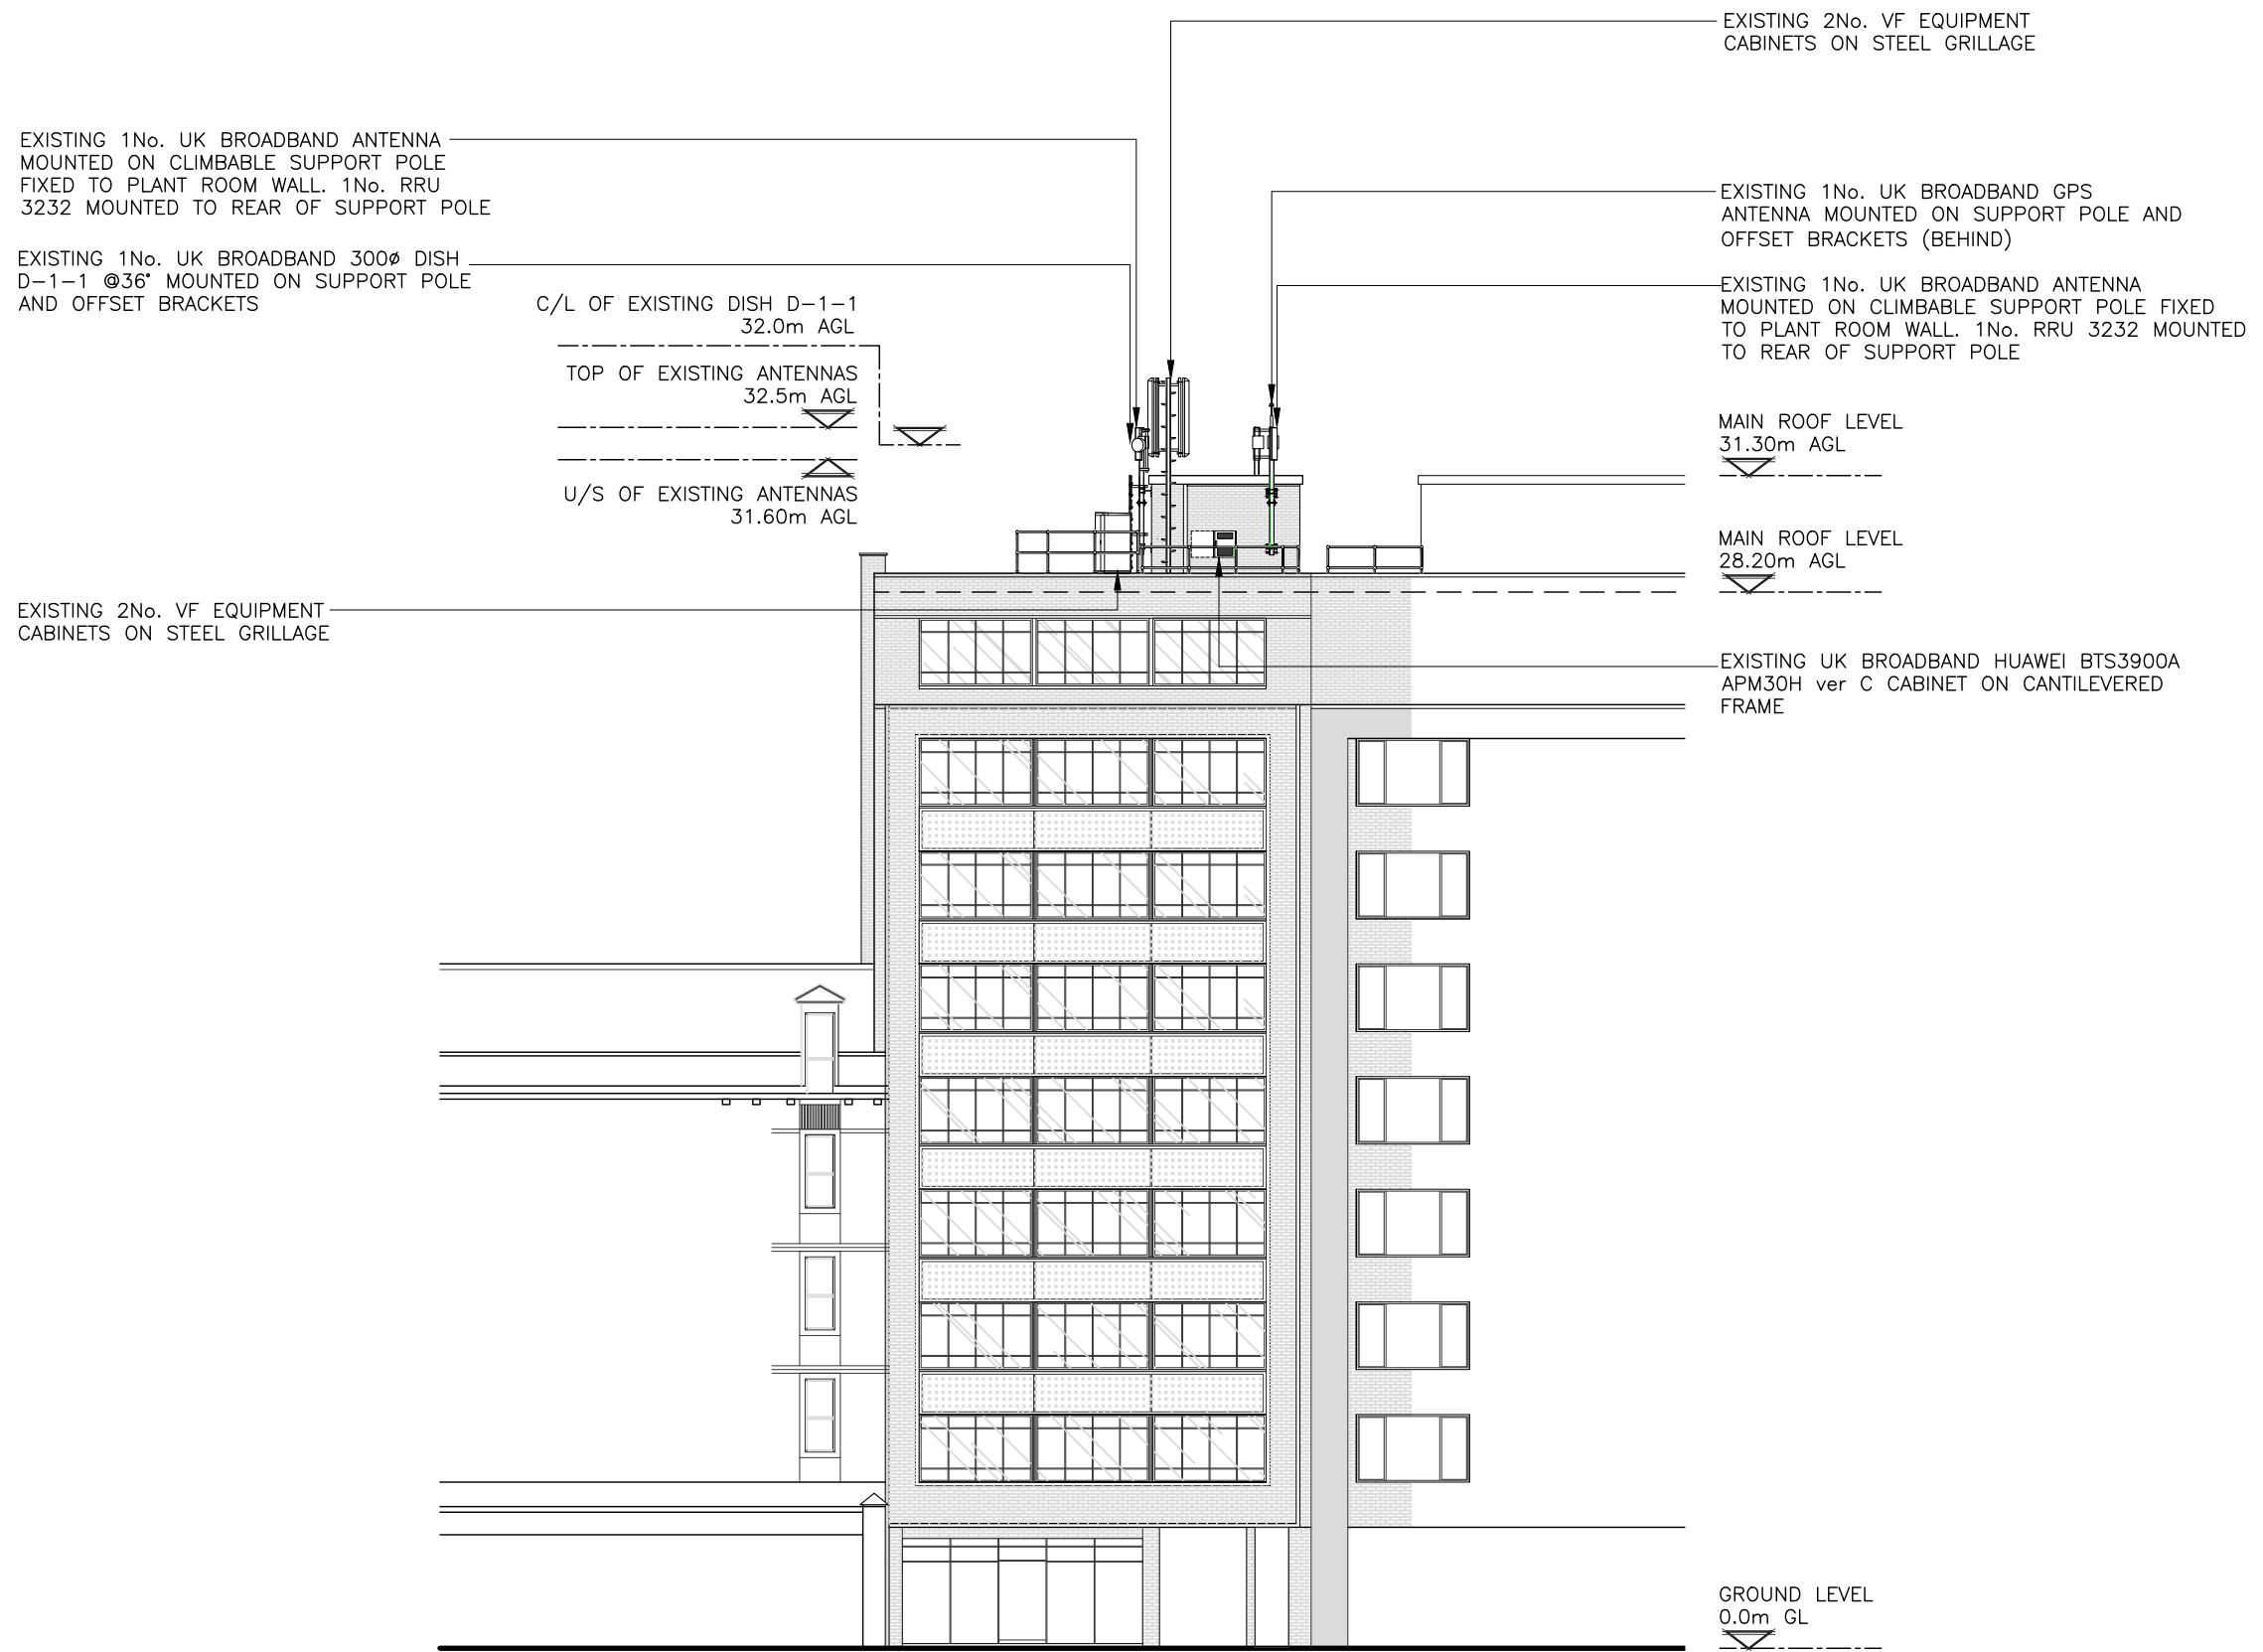 EXISTING 2No. VF EQUIPMENT
CABINETS ON STEEL GRILLAGE
EXISTING 1No. UK BROADBAND ANTENNA
MOUNTED ON CLIMBABLE SUPPORT POLE
FIXED TO PLANT ROOM WALL. 1No. RRU
3232 MOUNTED TO REAR OF SUPPORT POLE
EXISTING 1No. UK BROADBAND GPS
ANTENNA MOUNTED ON SUPPORT POLE AND
OFFSET BRACKETS (BEHIND)
EXISTING 1No. UK BROADBAND 300ø DISH
D-1-1 @36° MOUNTED ON SUPPORT POLE
AND OFFSET BRACKETS
EXISTING 1No. UK BROADBAND ANTENNA
MOUNTED ON CLIMBABLE SUPPORT POLE FIXED
TO PLANT ROOM WALL. 1No. RRU 3232 MOUNTED
TO REAR OF SUPPORT POLE
C/L OF EXISTING DISH D-1-1
32.0m AGL
TOP OF EXISTING ANTENNAS
32.5m AGL
U/S OF EXISTING ANTENNAS
31.60m AGL
MAIN ROOF LEVEL
31.30m AGL
MAIN ROOF LEVEL
28.20m AGL
EXISTING 2No. VF EQUIPMENT
CABINETS ON STEEL GRILLAGE
EXISTING UK BROADBAND HUAWEI BTS3900A
APM30H ver C CABINET ON CANTILEVERED
FRAME
GROUND LEVEL
0.0m GL